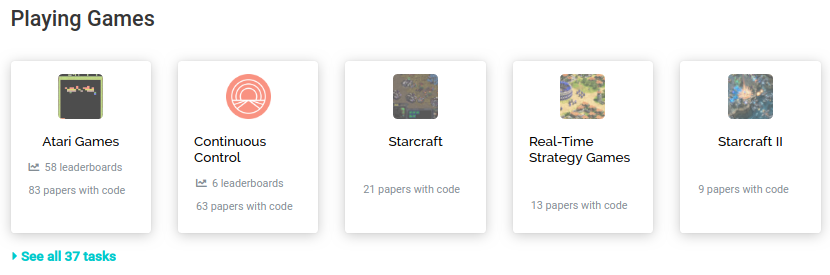 Playing Games
Atari Games
58 leaderboards
83 papers with code
Continuous
Control
6 leaderboards
63 papers with code
Starcraft
21 papers with code
Real-Time
Strategy Games
13 papers with code
Starcraft II
9 papers with code
See all 37 tasks